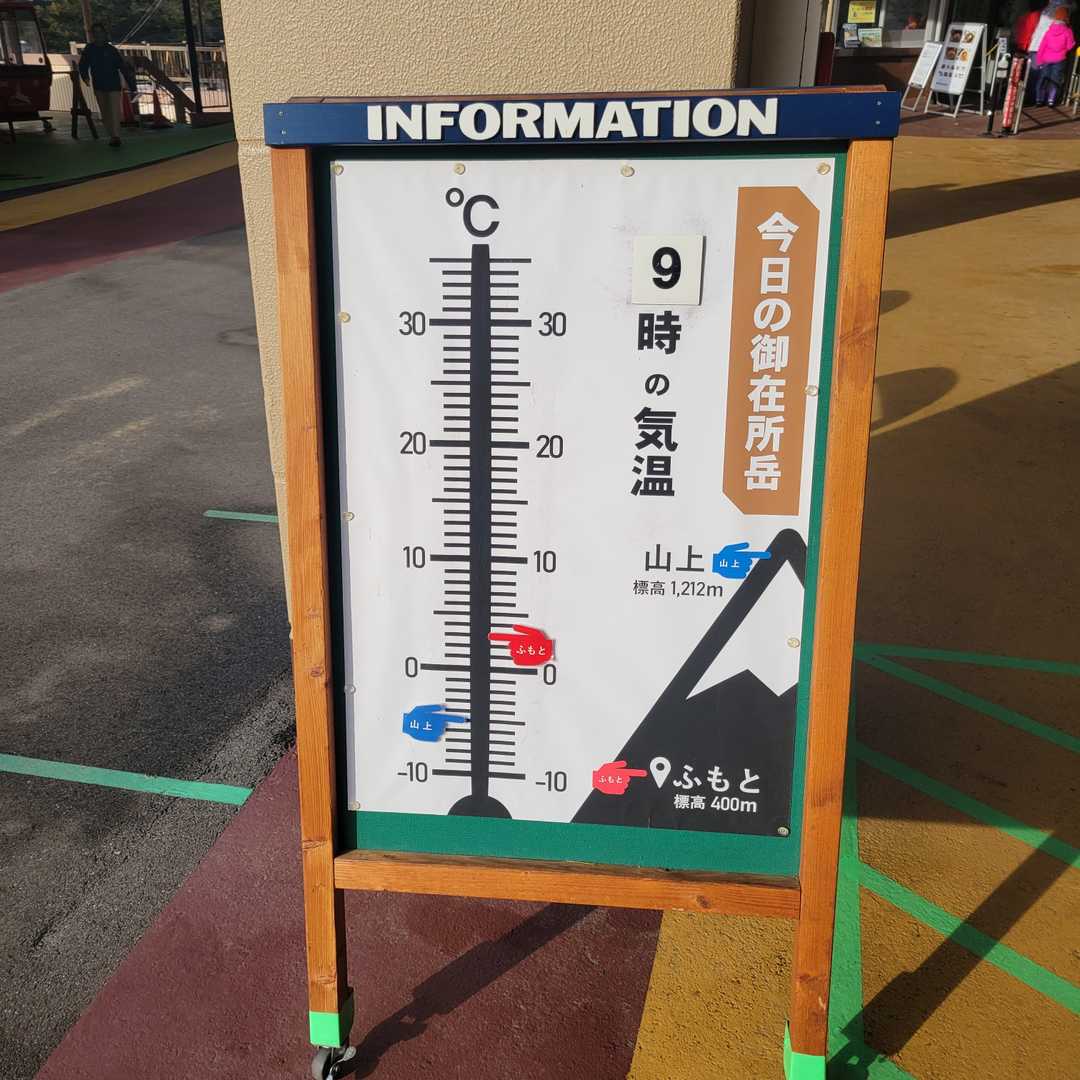 INFORMATION
℃
30 30
20 20
10 10
0 0
-10 -10
ふもと
山上
9
時の気温
今日の御在所岳
山上
山上
標高 1,212m
ふもと
ふもと
標高 400m